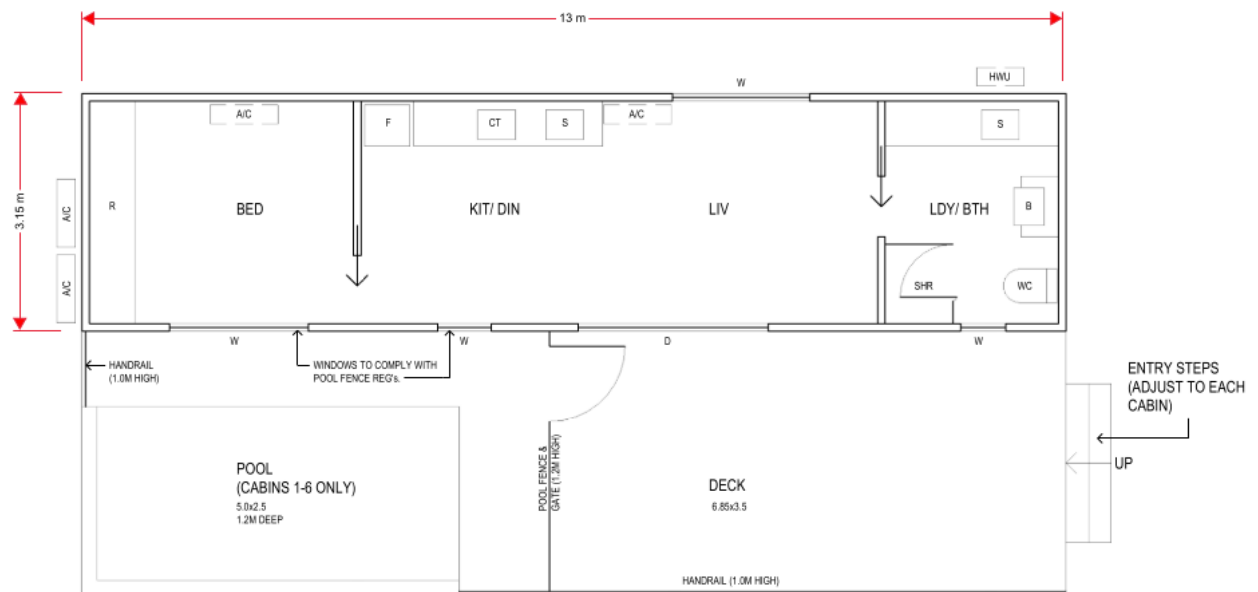 13 m
HWU
W
3.15 m
A/C
F
CT
S
A/C
S
A/C
R
BED
KIT/ DIN
LIV
LDY/ BTH
B
A/C
SHR
WC
W
W
D
W
HANDRAIL
(1.0M HIGH)
WINDOWS TO COMPLY WITH
POOL FENCE REG's.
ENTRY STEPS
(ADJUST TO EACH
CABIN)
POOL
(CABINS 1-6 ONLY)
5.0x2.5
1.2M DEEP
POOL FENCE &
GATE (1.2M HIGH)
DECK
6.85x3.5
UP
HANDRAIL (1.0M HIGH)